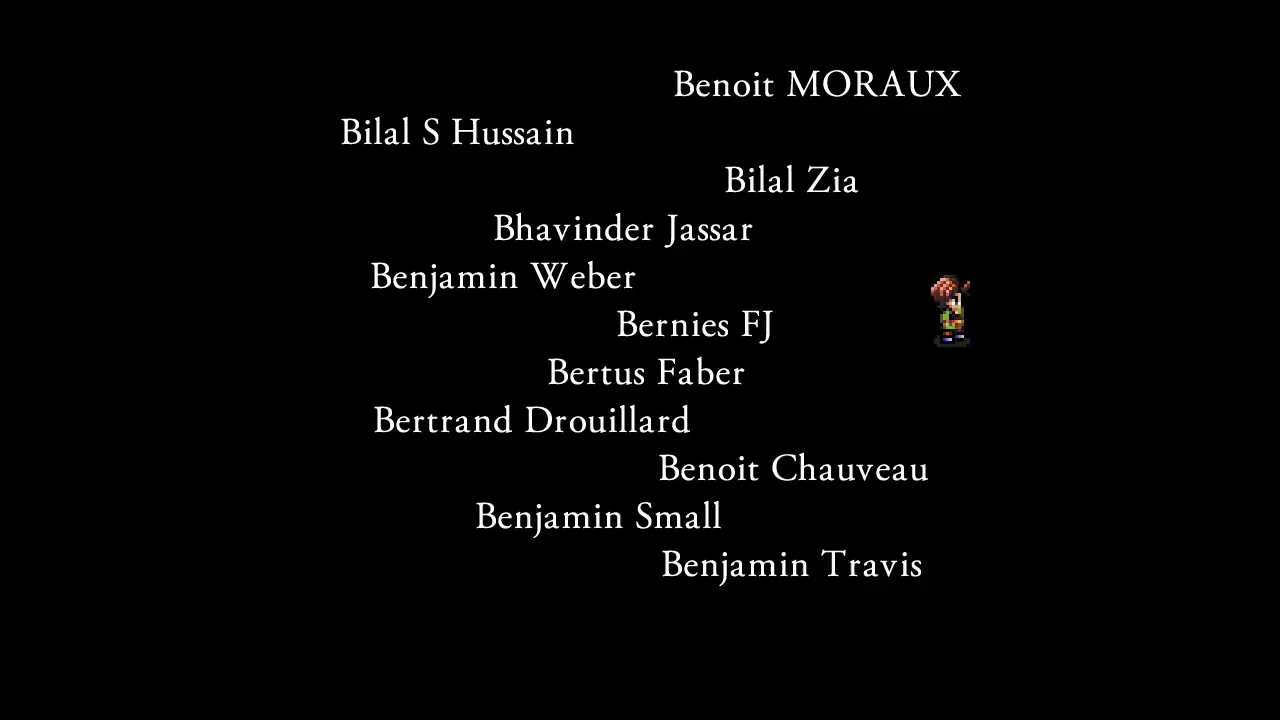 Benoit MORAUX
Bilal S Hussain
Bilal Zia
Bhavinder Jassar
Benjamin Weber
Bernies FJ
Bertus Faber
Bertrand Drouillard
Benoit Chauveau
Benjamin Small
Benjamin Travis